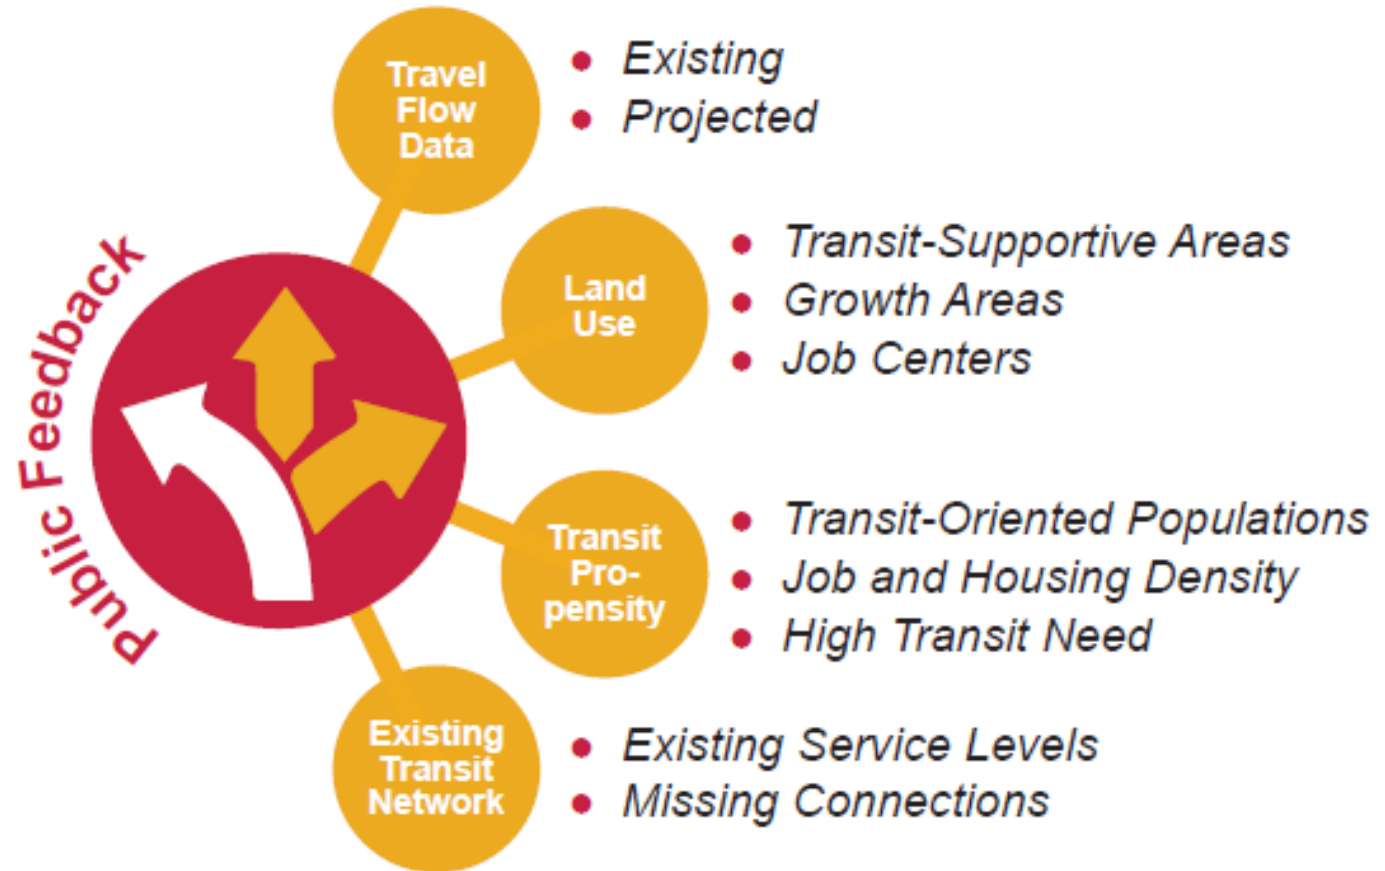 Public Feedback
Travel
Flow
Data
Existing
Projected
Land
Use
Transit-Supportive Areas
Growth Areas
Job Centers
Transit
Pro-
pensity
Transit-Oriented Populations
Job and Housing Density
High Transit Need
Existing
Transit
Network
Existing Service Levels
Missing Connections